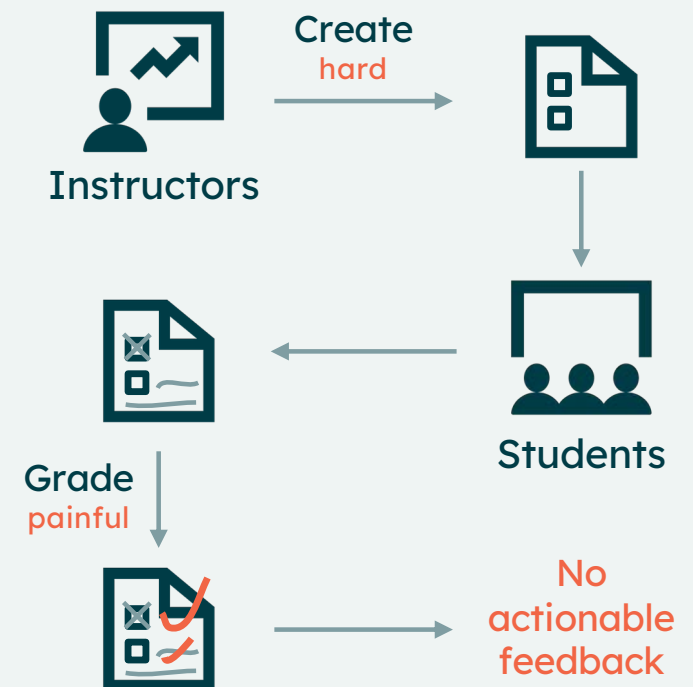 Create
hard
Instructors
Students
Grade
painful
No
actionable
feedback